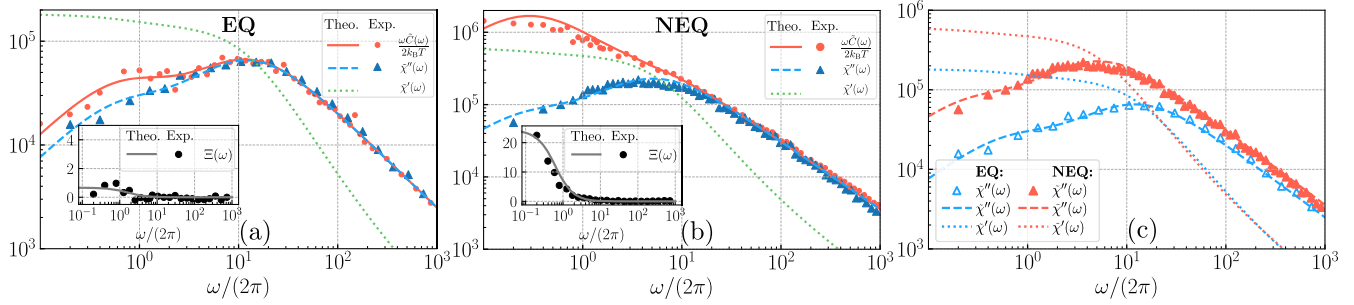 EQ
Theo. Exp.
ωC̃(ω)/2k_BT
χ̃″(ω)
χ̃′(ω)
10^5
10^4
10^3
10^0 10^1 10^2 10^3
ω/(2π)
(a)
Theo. Exp.
Ξ(ω)
4
2
0
10^−1 10^0 10^1 10^2 10^3
ω/(2π)
NEQ
Theo. Exp.
ωC̃(ω)/2k_BT
χ̃″(ω)
χ̃′(ω)
10^6
10^5
10^4
10^3
10^0 10^1 10^2 10^3
ω/(2π)
(b)
Theo. Exp.
Ξ(ω)
20
10
0
10^−1 10^0 10^1 10^2 10^3
ω/(2π)
10^6
10^5
10^4
10^3
EQ: NEQ:
χ̃″(ω) χ̃″(ω)
χ̃″(ω) χ̃″(ω)
χ̃′(ω) χ̃′(ω)
(c)
10^0 10^1 10^2 10^3
ω/(2π)